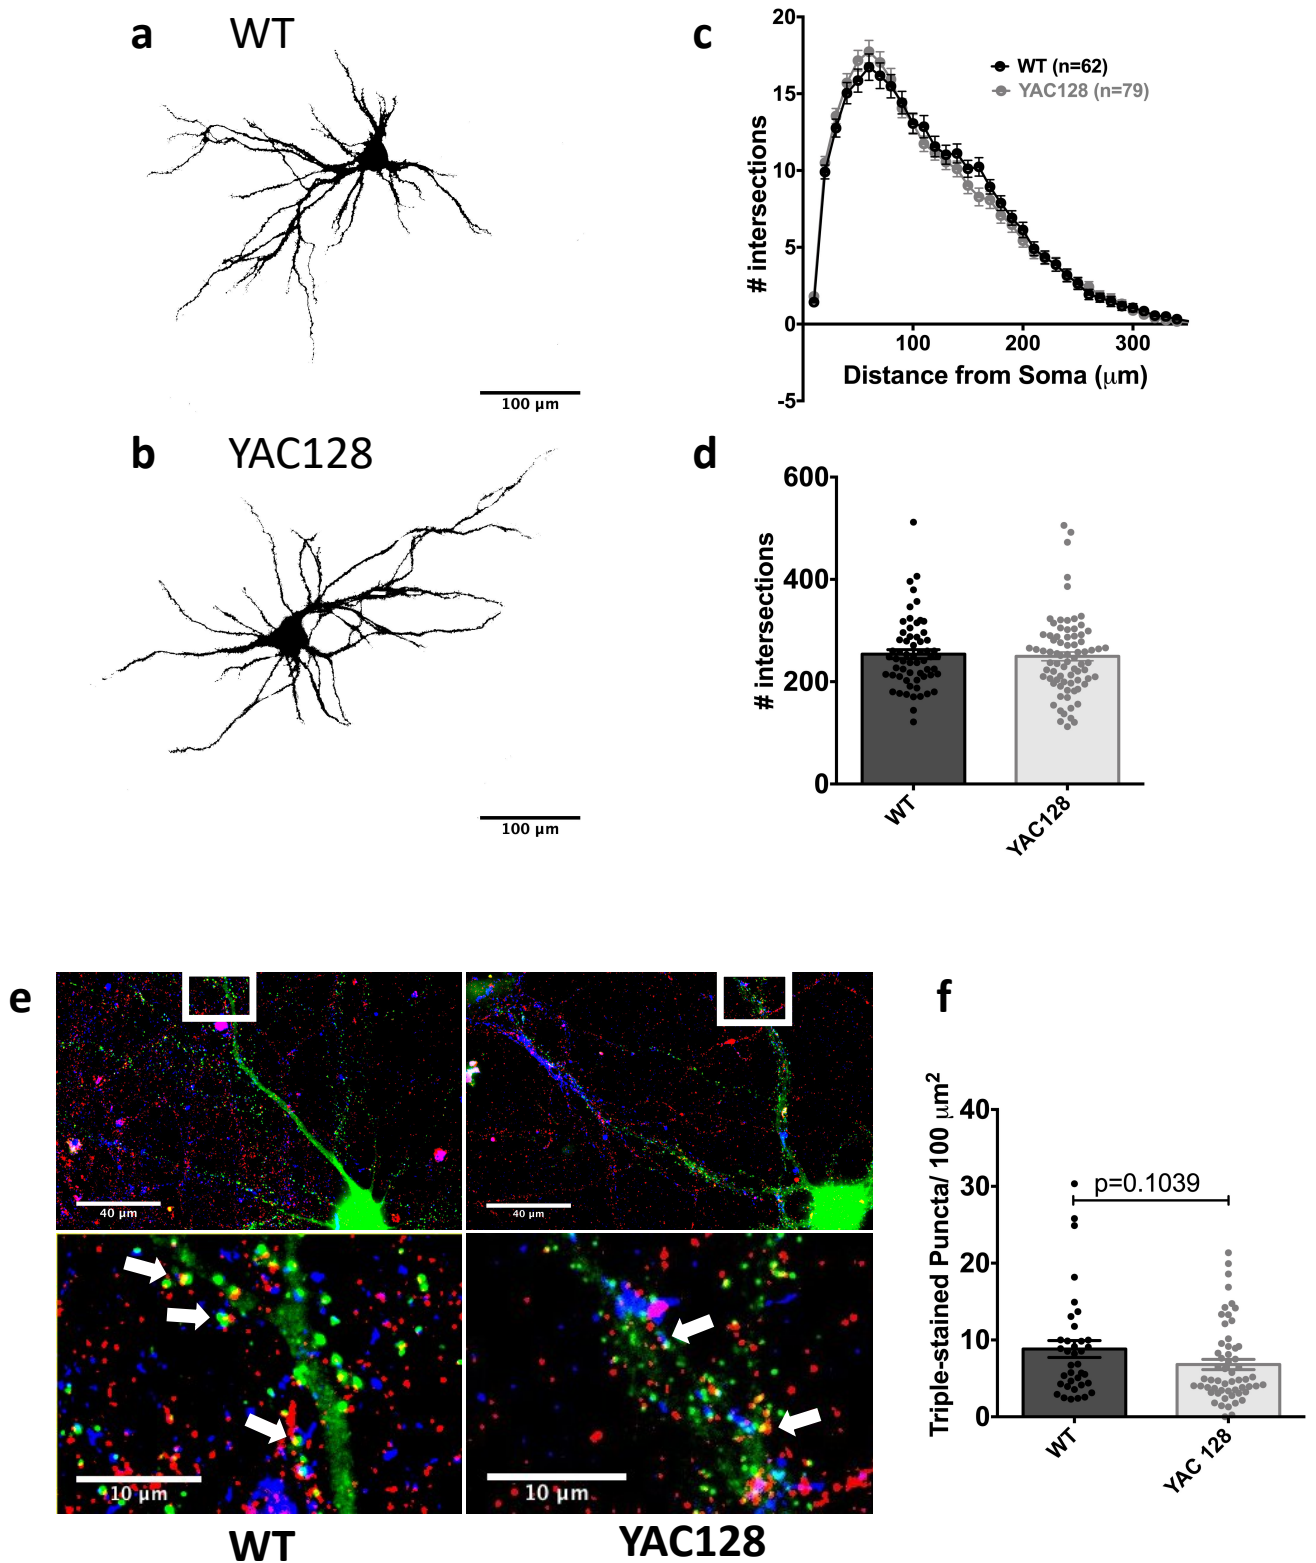 a WT
100 µm
b YAC128
100 µm
c
20
15
10
5
0
-5
# intersections
WT (n=62)
YAC128 (n=79)
100 200 300
Distance from Soma (µm)
d
600
400
200
0
# intersections
WT
YAC128
e
40 µm
40 µm
10 µm
10 µm
WT
YAC128
f
Triple-stained Puncta/ 100 µm²
40
30
20
10
0
p=0.1039
WT
YAC 128